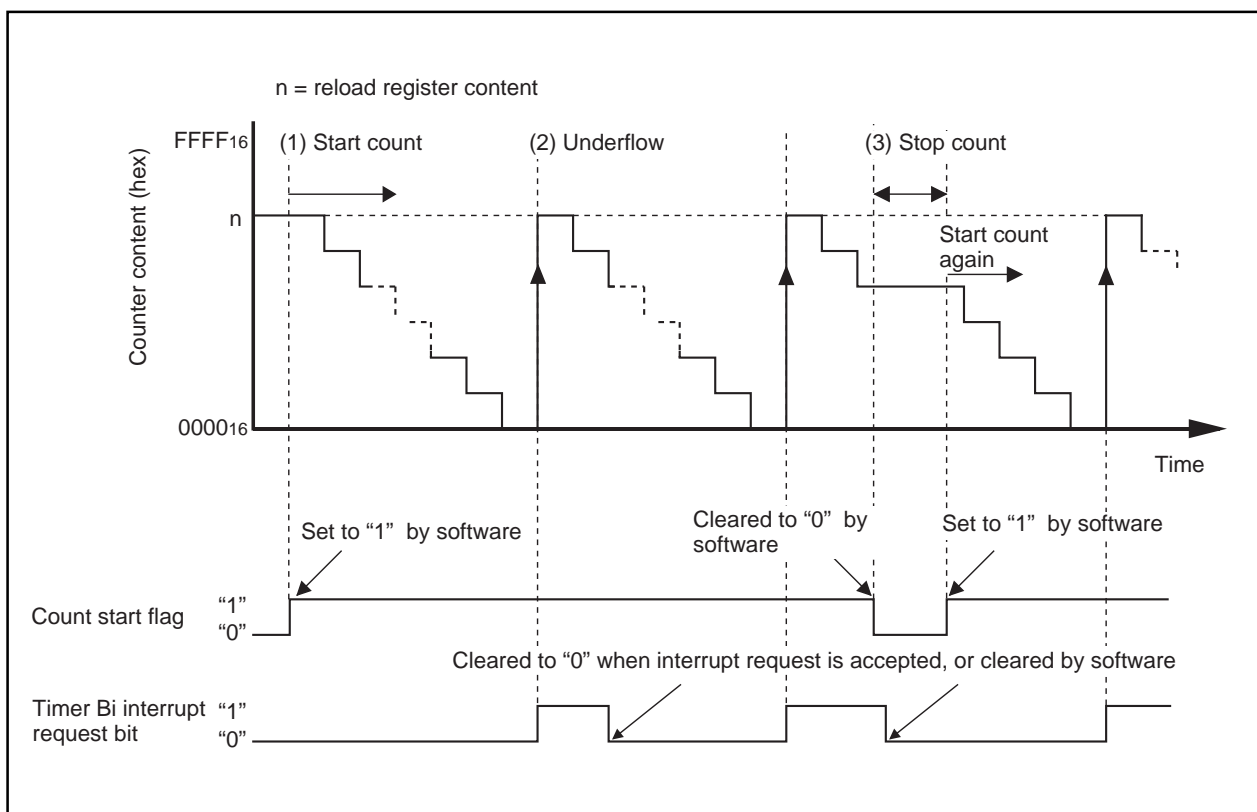 n = reload register content
FFFF16
(1) Start count
(2) Underflow
(3) Stop count
Counter content (hex)
n
Start count
again
000016
Time
Set to “1” by software
Cleared to “0” by
software
Set to “1” by software
Count start flag
“1”
“0”
Cleared to “0” when interrupt request is accepted, or cleared by software
Timer Bi interrupt
request bit
“1”
“0”